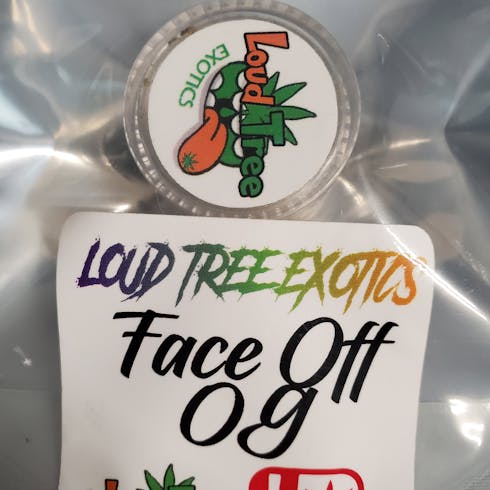 Loud Tree
EXOTICS
LOUD TREE EXOTICS
Face Off
OG